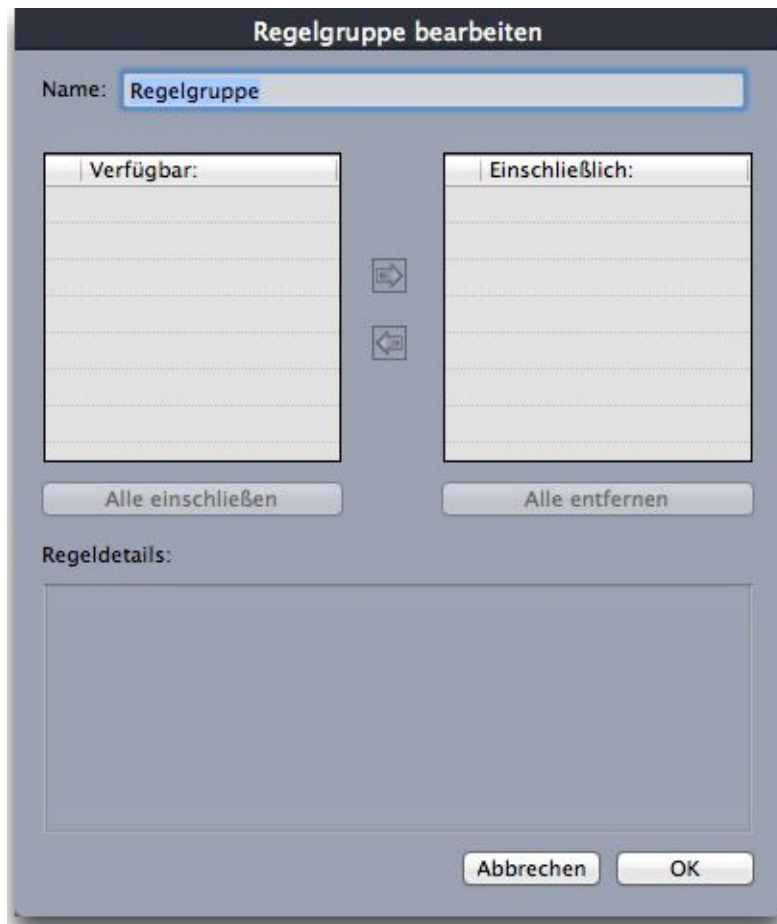 Regelgruppe bearbeiten
Name: Regelgruppe
Verfügbar:
Einschließlich:
Alle einschließen
Alle entfernen
Regeldetails:
Abbrechen
OK